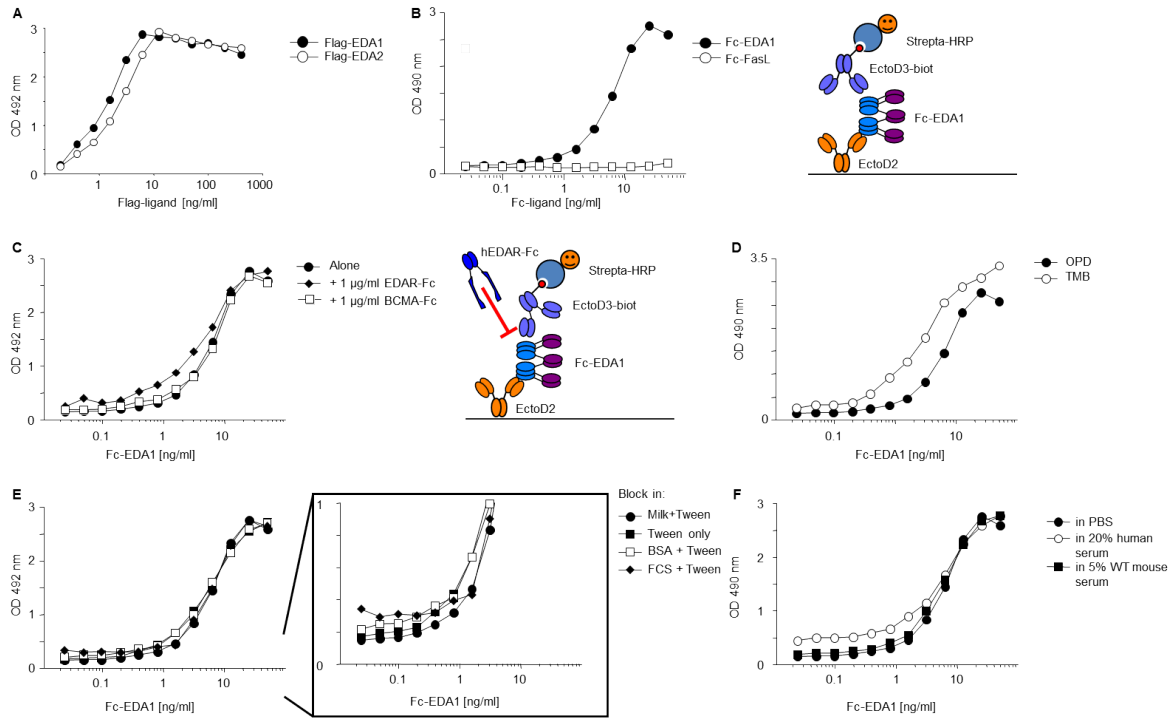 A
3
2
1
0
OD 492 nm
1
10
100
1000
Flag-ligand [ng/ml]
Flag-EDA1
Flag-EDA2
B
3
0
OD 490 nm
0.1
1
10
Fc-ligand [ng/ml]
Fc-EDA1
Fc-FasL
Strepta-HRP
EctoD3-biot
Fc-EDA1
EctoD2
C
3
2
1
0
OD 492 nm
0.1
1
10
Fc-EDA1 [ng/ml]
Alone
+ 1 µg/ml EDAR-Fc
+ 1 µg/ml BCMA-Fc
hEDAR-Fc
Strepta-HRP
EctoD3-biot
Fc-EDA1
EctoD2
D
3.5
0
OD 490 nm
0.1
1
10
Fc-EDA1 [ng/ml]
OPD
TMB
E
3
2
1
0
OD 492 nm
0.1
1
10
Fc-EDA1 [ng/ml]
1
0
0.1
1
10
Fc-EDA1 [ng/ml]
Block in:
Milk+Tween
Tween only
BSA + Tween
FCS + Tween
F
3
2
1
0
OD 490 nm
0.1
1
10
Fc-EDA1 [ng/ml]
in PBS
in 20% human
serum
in 5% WT mouse
serum